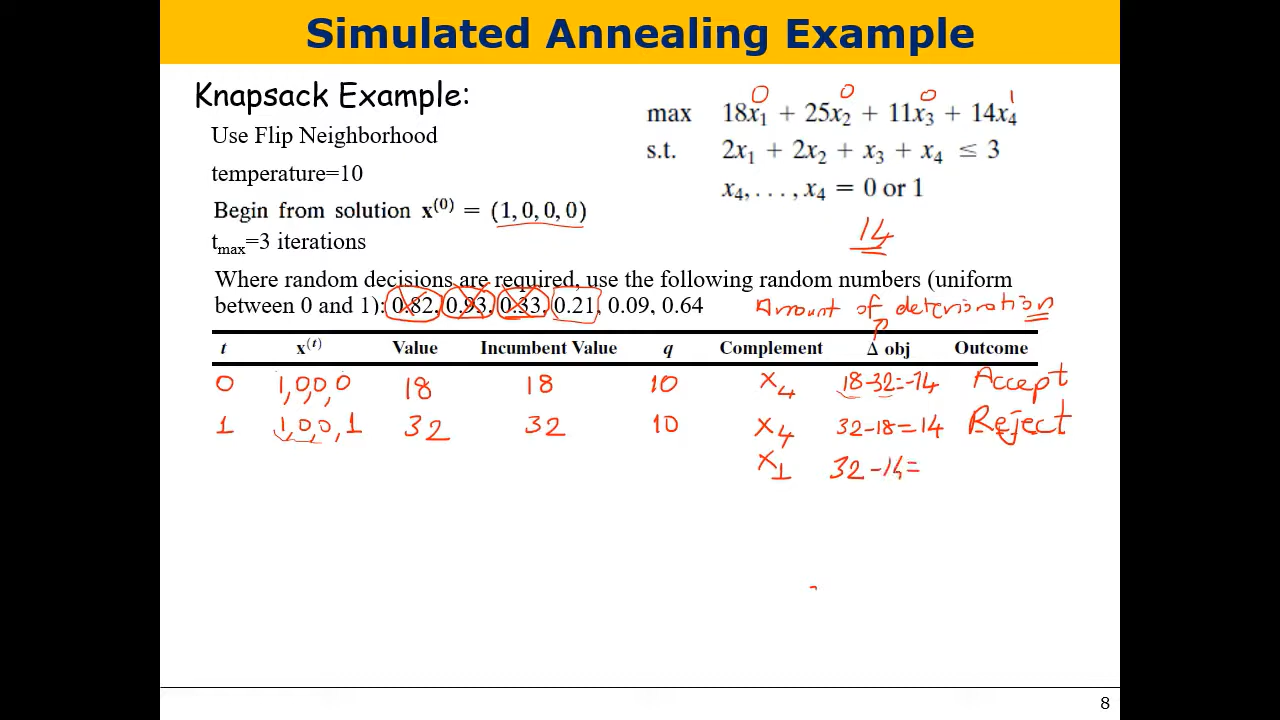 Simulated Annealing Example
Knapsack Example:
Use Flip Neighborhood
temperature=10
Begin from solution x(0) = (1, 0, 0, 0)
tmax=3 iterations
0 0 0 1
max 18x1 + 25x2 + 11x3 + 14x4
s.t. 2x1 + 2x2 + x3 + x4 ≤ 3
x4, . . . , x4 = 0 or 1
14
Where random decisions are required, use the following random numbers (uniform
between 0 and 1): 0.82, 0.93, 0.33, 0.21, 0.09, 0.64
Amount of deterioration
t x(t) Value Incumbent Value q Complement Δ obj Outcome
0 1,0,0,0 18 18 10 x4 18-32=-14 Accept
1 1,0,0,1 32 32 10 x4 32-18=14 Reject
x1 32-14=
8